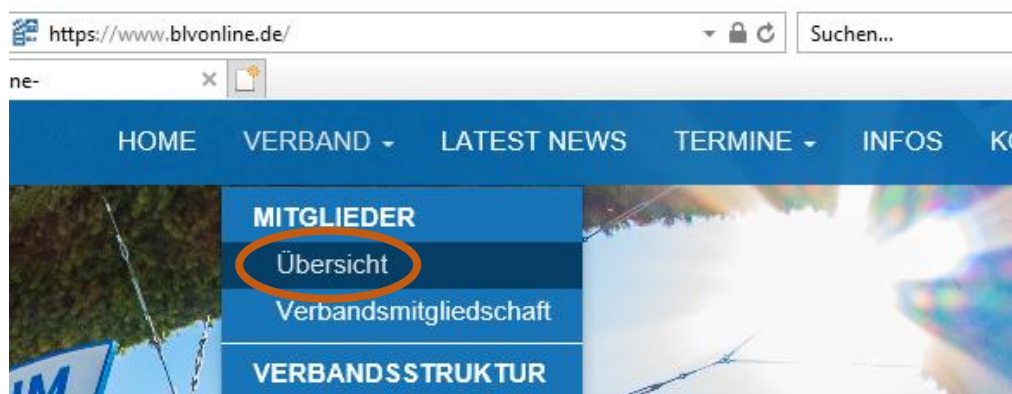 https://www.blvonline.de/ Suchen...
ne-
HOME VERBAND LATEST NEWS TERMINE INFOS
MITGLIEDER
Übersicht
Verbandsmitgliedschaft
VERBANDSSTRUKTUR